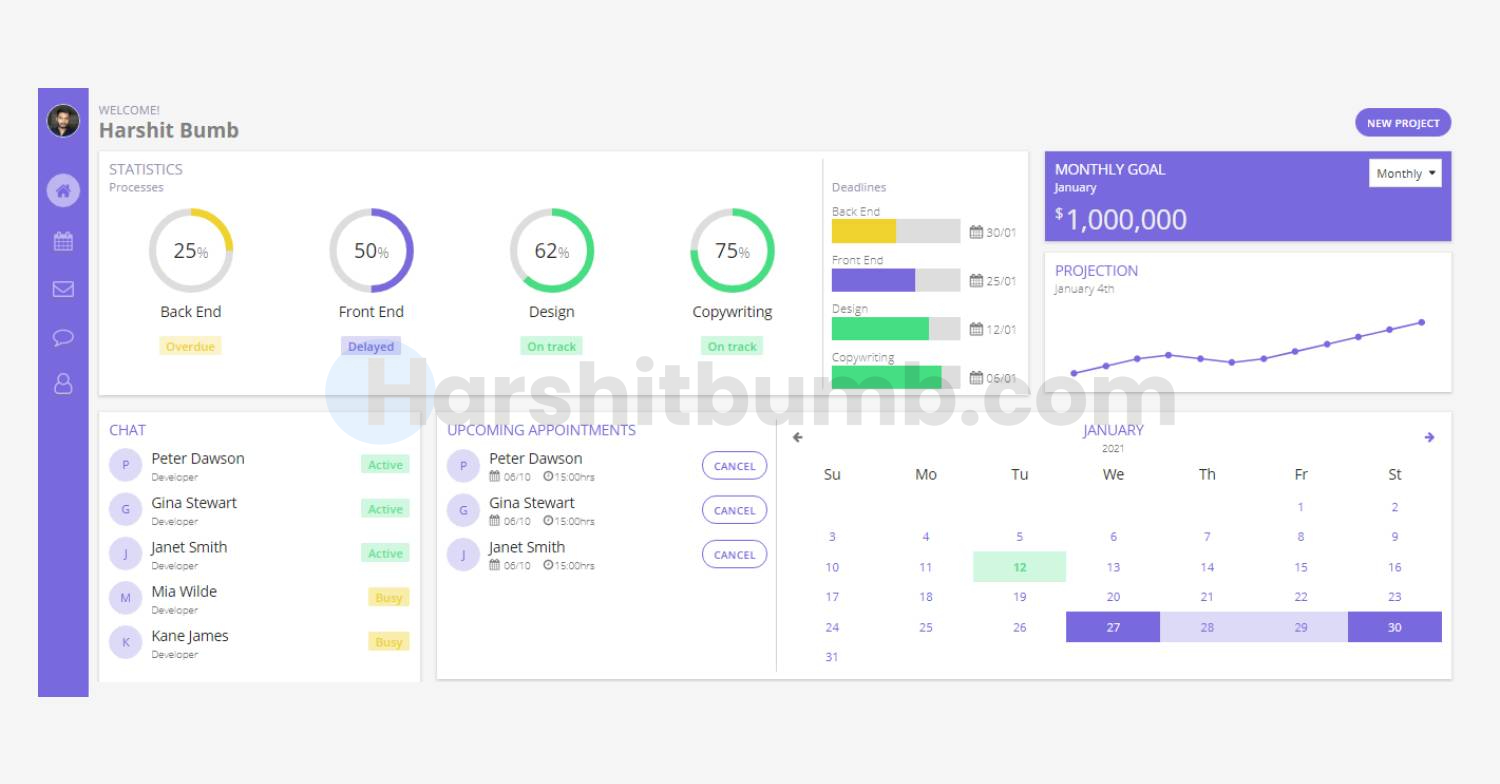 WELCOME!
Harshit Bumb
NEW PROJECT
STATISTICS
Processes
25%
Back End
Overdue
50%
Front End
Delayed
62%
Design
On track
75%
Copywriting
On track
Deadlines
Back End
30/01
Front End
25/01
Design
12/01
Copywriting
06/01
MONTHLY GOAL
January
Monthly
$1,000,000
PROJECTION
January 4th
Harshitbumb.com
CHAT
P Peter Dawson Active
Developer
G Gina Stewart Active
Developer
J Janet Smith Active
Developer
M Mia Wilde Busy
Developer
K Kane James Busy
Developer
UPCOMING APPOINTMENTS
P Peter Dawson CANCEL
06/10 15:00hrs
G Gina Stewart CANCEL
06/10 15:00hrs
J Janet Smith CANCEL
06/10 15:00hrs
JANUARY
2021
Su Mo Tu We Th Fr St
1 2
3 4 5 6 7 8 9
10 11 12 13 14 15 16
17 18 19 20 21 22 23
24 25 26 27 28 29 30
31